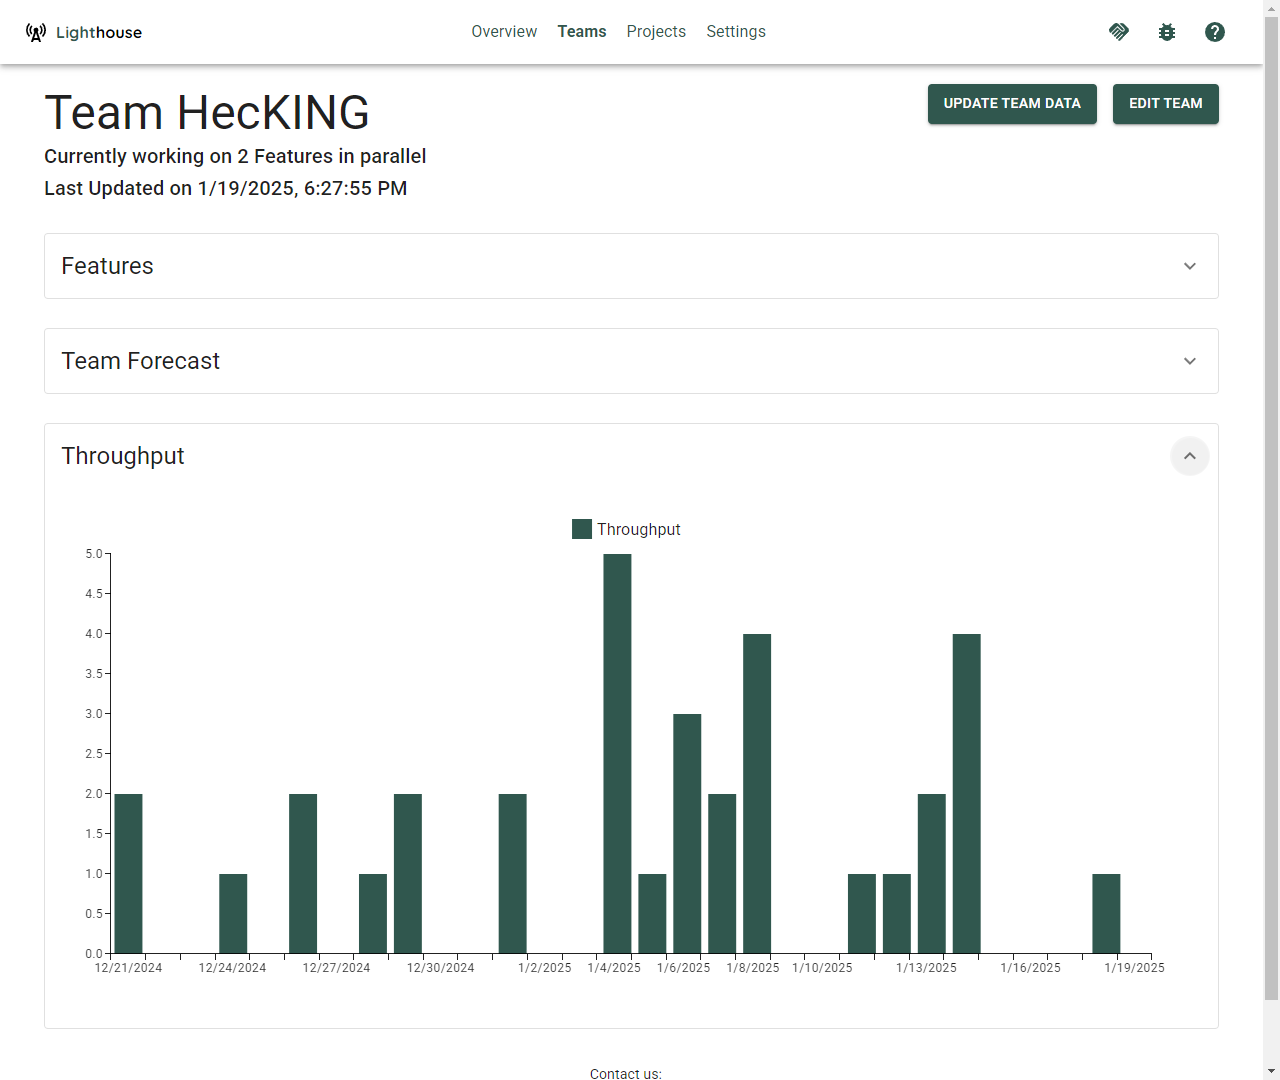 Lighthouse
Overview Teams Projects Settings
Team HecKING
UPDATE TEAM DATA EDIT TEAM
Currently working on 2 Features in parallel
Last Updated on 1/19/2025, 6:27:55 PM
Features
Team Forecast
Throughput
Throughput
5.0
4.5
4.0
3.5
3.0
2.5
2.0
1.5
1.0
0.5
0.0
12/21/2024 12/24/2024 12/27/2024 12/30/2024 1/2/2025 1/4/2025 1/6/2025 1/8/2025 1/10/2025 1/13/2025 1/16/2025 1/19/2025
Contact us: